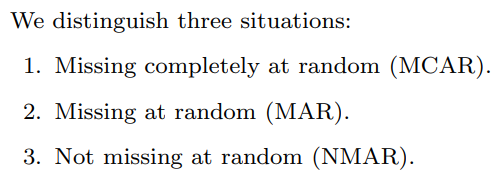 We distinguish three situations:
1. Missing completely at random (MCAR).
2. Missing at random (MAR).
3. Not missing at random (NMAR).